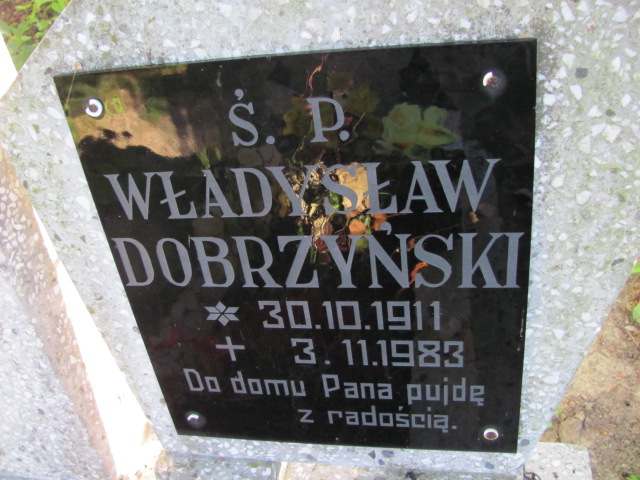 Ś. P.
WŁADYSŁAW
DOBRZYŃSKI
* 30.10.1911
+ 3.11.1983
Do domu Pana pujdę
z radością.